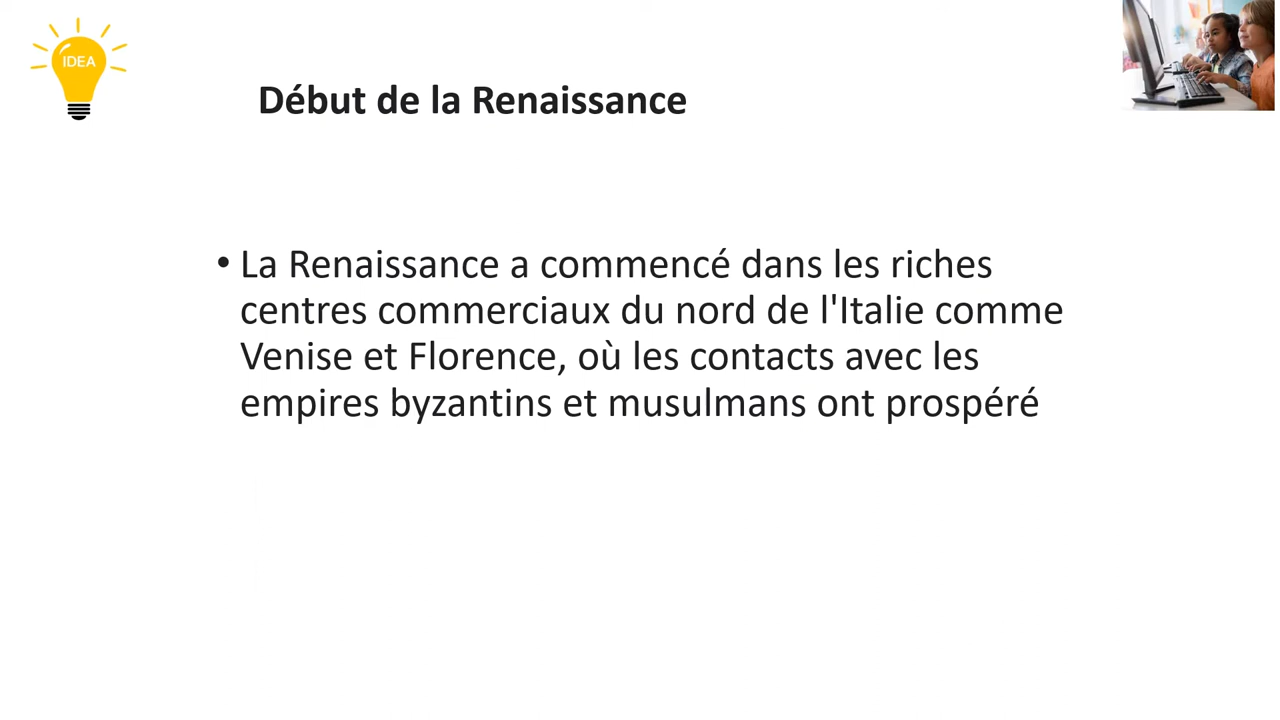 IDEA
Début de la Renaissance
• La Renaissance a commencé dans les riches
centres commerciaux du nord de l'Italie comme
Venise et Florence, où les contacts avec les
empires byzantins et musulmans ont prospéré